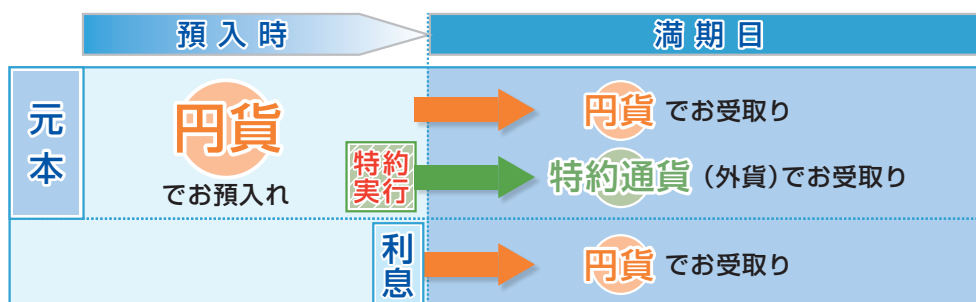 預入時
満期日
元本
円貨
でお預入れ
円貨でお受取り
特約
実行
特約通貨（外貨）でお受取り
利息
円貨でお受取り